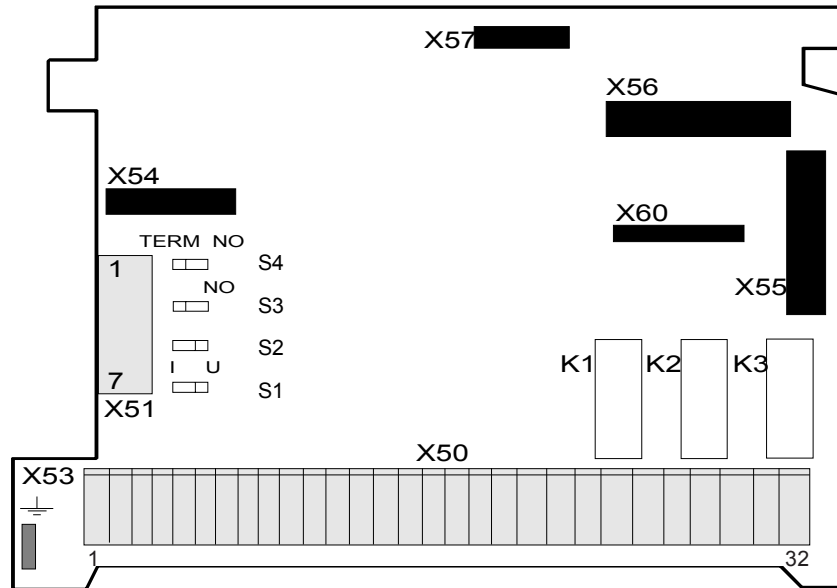 X57
X56
X54
X60
TERM NO
1
S4
NO
X55
S3
S2
K1
K2
K3
I U
7
S1
X51
X50
X53
1
32